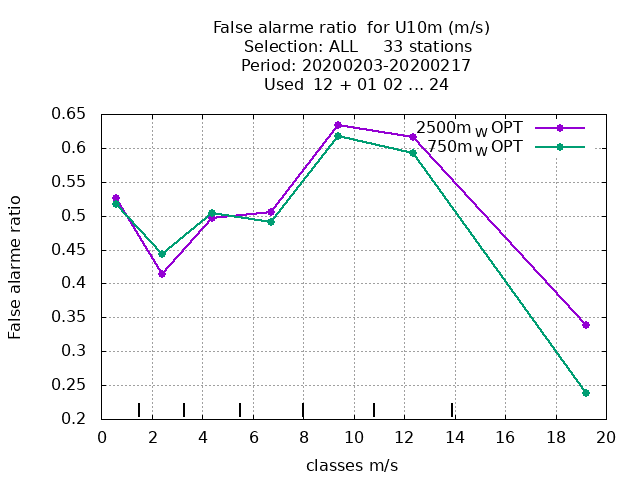 False alarme ratio  for U10m (m/s)
Selection: ALL     33 stations
Period: 20200203-20200217
Used  12 + 01 02 ... 24
2500m W OPT
750m W OPT
0.65
0.6
0.55
0.5
0.45
0.4
0.35
0.3
0.25
0.2
False alarme ratio
0 2 4 6 8 10 12 14 16 18 20
classes m/s